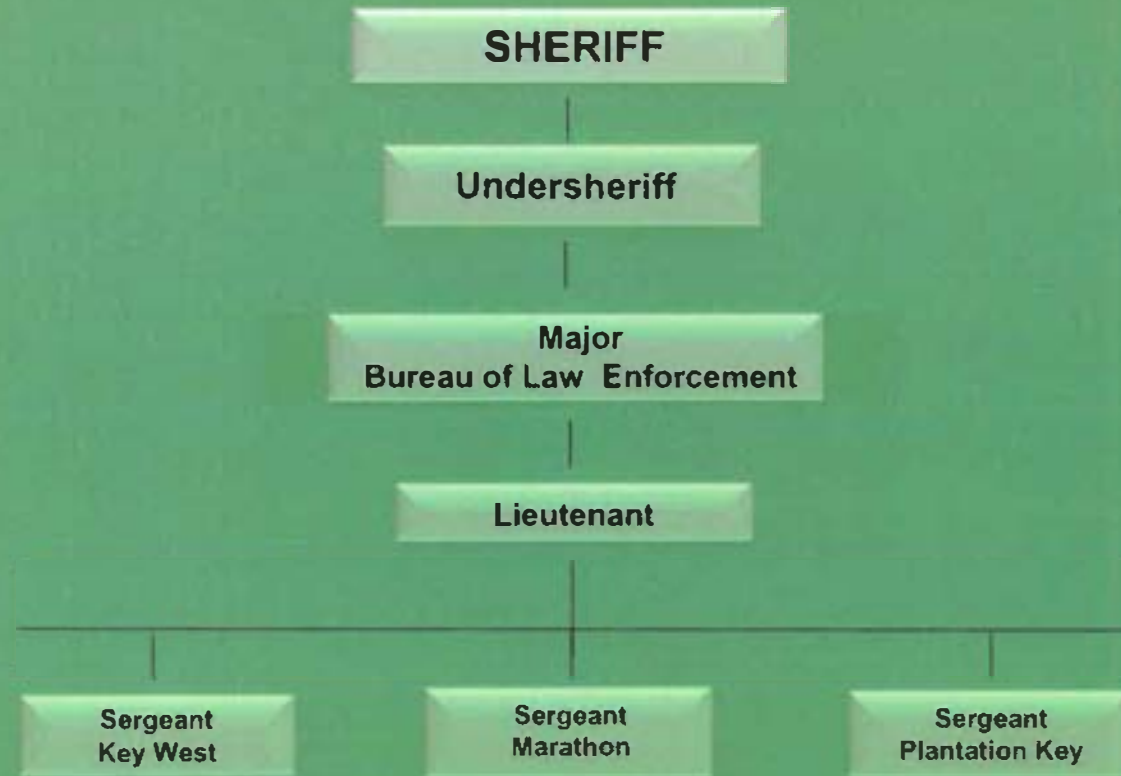 SHERIFF
Undersheriff
Major
Bureau of Law Enforcement
Lieutenant
Sergeant
Key West
Sergeant
Marathon
Sergeant
Plantation Key